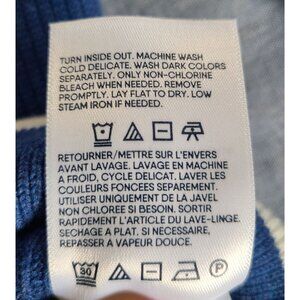 TURN INSIDE OUT. MACHINE WASH
COLD DELICATE. WASH DARK COLORS
SEPARATELY. ONLY NON-CHLORINE
BLEACH WHEN NEEDED. REMOVE
PROMPTLY. LAY FLAT TO DRY. LOW
STEAM IRON IF NEEDED.
RETOURNER/METTRE SUR L'ENVERS
AVANT LAVAGE. LAVAGE EN MACHINE
A FROID, CYCLE DELICAT. LAVER LES
COULEURS FONCEES SEPAREMENT.
UTILISER UNIQUEMENT DE LA JAVEL
NON CHLOREE SI BESOIN. SORTIR
RAPIDEMENT L'ARTICLE DU LAVE-LINGE.
SECHAGE A PLAT. SI NECESSAIRE,
REPASSER A VAPEUR DOUCE.
30